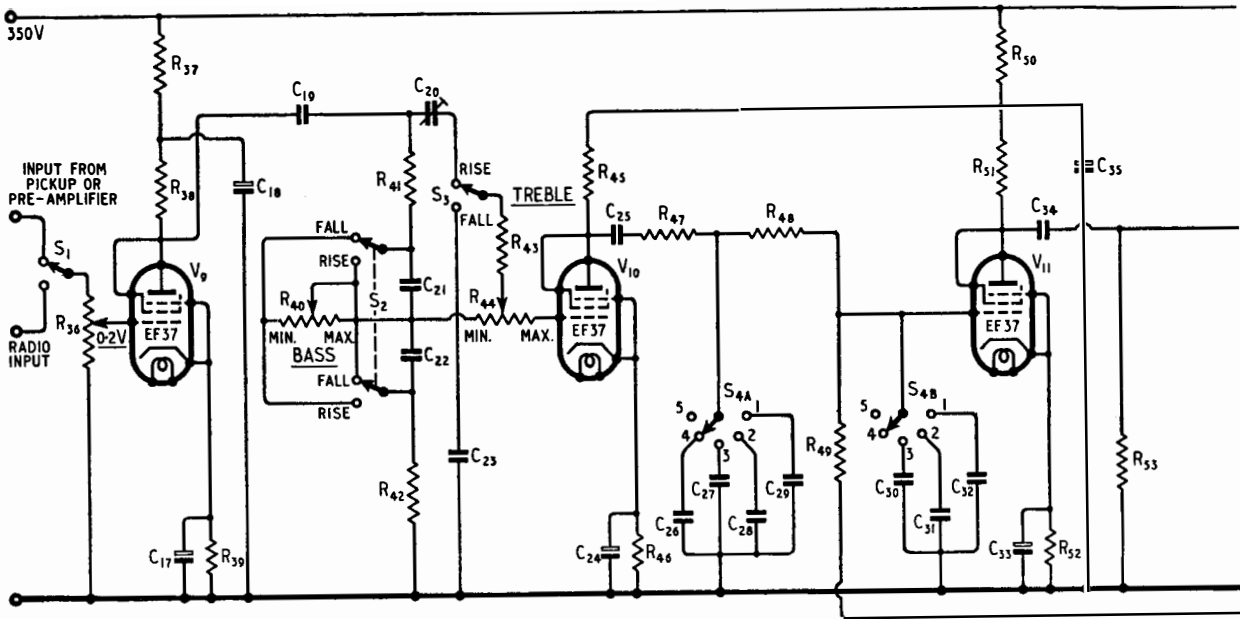 350V
R37
R50
C19
C20
INPUT FROM
PICKUP OR
PRE-AMPLIFIER
R38
C18
R41
RISE
S3
FALL
TREBLE
R45
R51
C35
S1
V9
FALL
RISE
R43
C25
R47
R48
C34
R36
0·2V
EF37
R40
S2
C21
R44
V10
V11
MIN.
MAX.
MIN.
MAX.
EF37
EF37
RADIO
INPUT
BASS
C22
FALL
RISE
S4A
5
4
3
2
1
S4B
5
4
3
2
1
R42
C23
R49
C27
C29
C26
C28
C30
C32
C31
R53
C17
R39
C24
R46
C33
R52